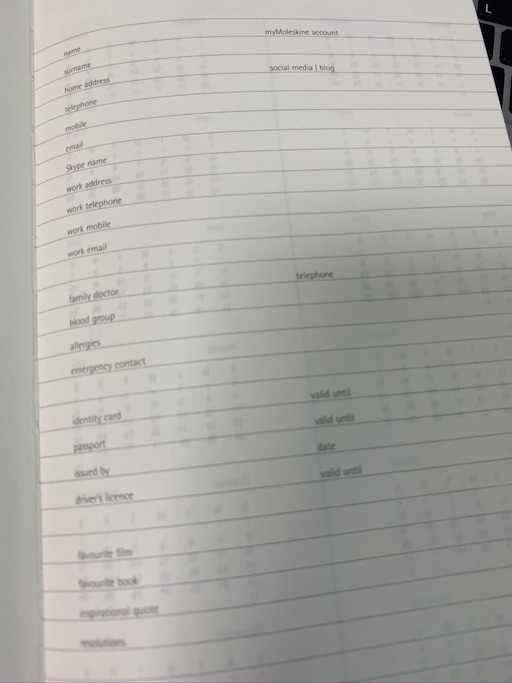 name myMoleskine account
surname
home address social media | blog
telephone
mobile
email
Skype name
work address
work telephone
work mobile
work email
family doctor telephone
blood group
allergies
emergency contact
identity card valid until
passport valid until
issued by date
driver's licence valid until
favourite film
favourite book
inspirational quote
resolutions
L